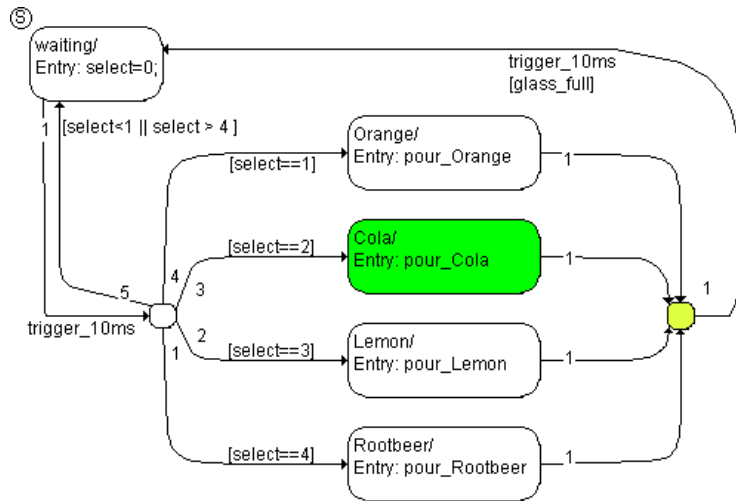 S
waiting/
Entry: select=0;
trigger_10ms
[glass_full]
1
[select<1 || select > 4 ]
Orange/
Entry: pour_Orange
[select==1]
1
Cola/
Entry: pour_Cola
[select==2]
1
4
3
5
1
trigger_10ms
2
1
Lemon/
Entry: pour_Lemon
[select==3]
1
Rootbeer/
Entry: pour_Rootbeer
[select==4]
1